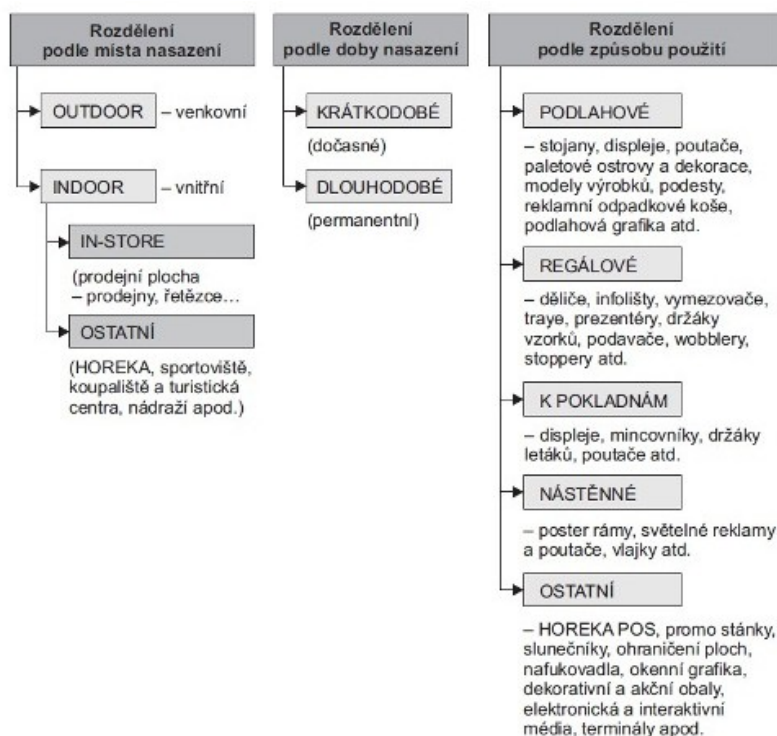 Rozdělení
podle místa nasazení
OUTDOOR – venkovní
INDOOR – vnitřní
IN-STORE
(prodejní plocha
– prodejny, řetězce...
OSTATNÍ
(HOREKA, sportoviště,
koupaliště a turistická
centra, nádraží apod.)
Rozdělení
podle doby nasazení
KRÁTKODOBÉ
(dočasné)
DLOUHODOBÉ
(permanentní)
Rozdělení
podle způsobu použití
PODLAHOVÉ
– stojany, displeje, poutače,
paletové ostrovy a dekorace,
modely výrobků, podesty,
reklamní odpadkové koše,
podlahová grafika atd.
REGÁLOVÉ
– děliče, infolišty, vymezovače,
traye, prezentéry, držáky
vzorků, podavače, wobblery,
stoppery atd.
K POKLADNÁM
– displeje, mincovníky, držáky
letáků, poutače atd.
NÁSTĚNNÉ
– poster rámy, světelné reklamy
a poutače, vlajky atd.
OSTATNÍ
– HOREKA POS, promo stánky,
slunečníky, ohraničení ploch,
nafukovadla, okenní grafika,
dekorativní a akční obaly,
elektronická a interaktivní
média, terminály apod.